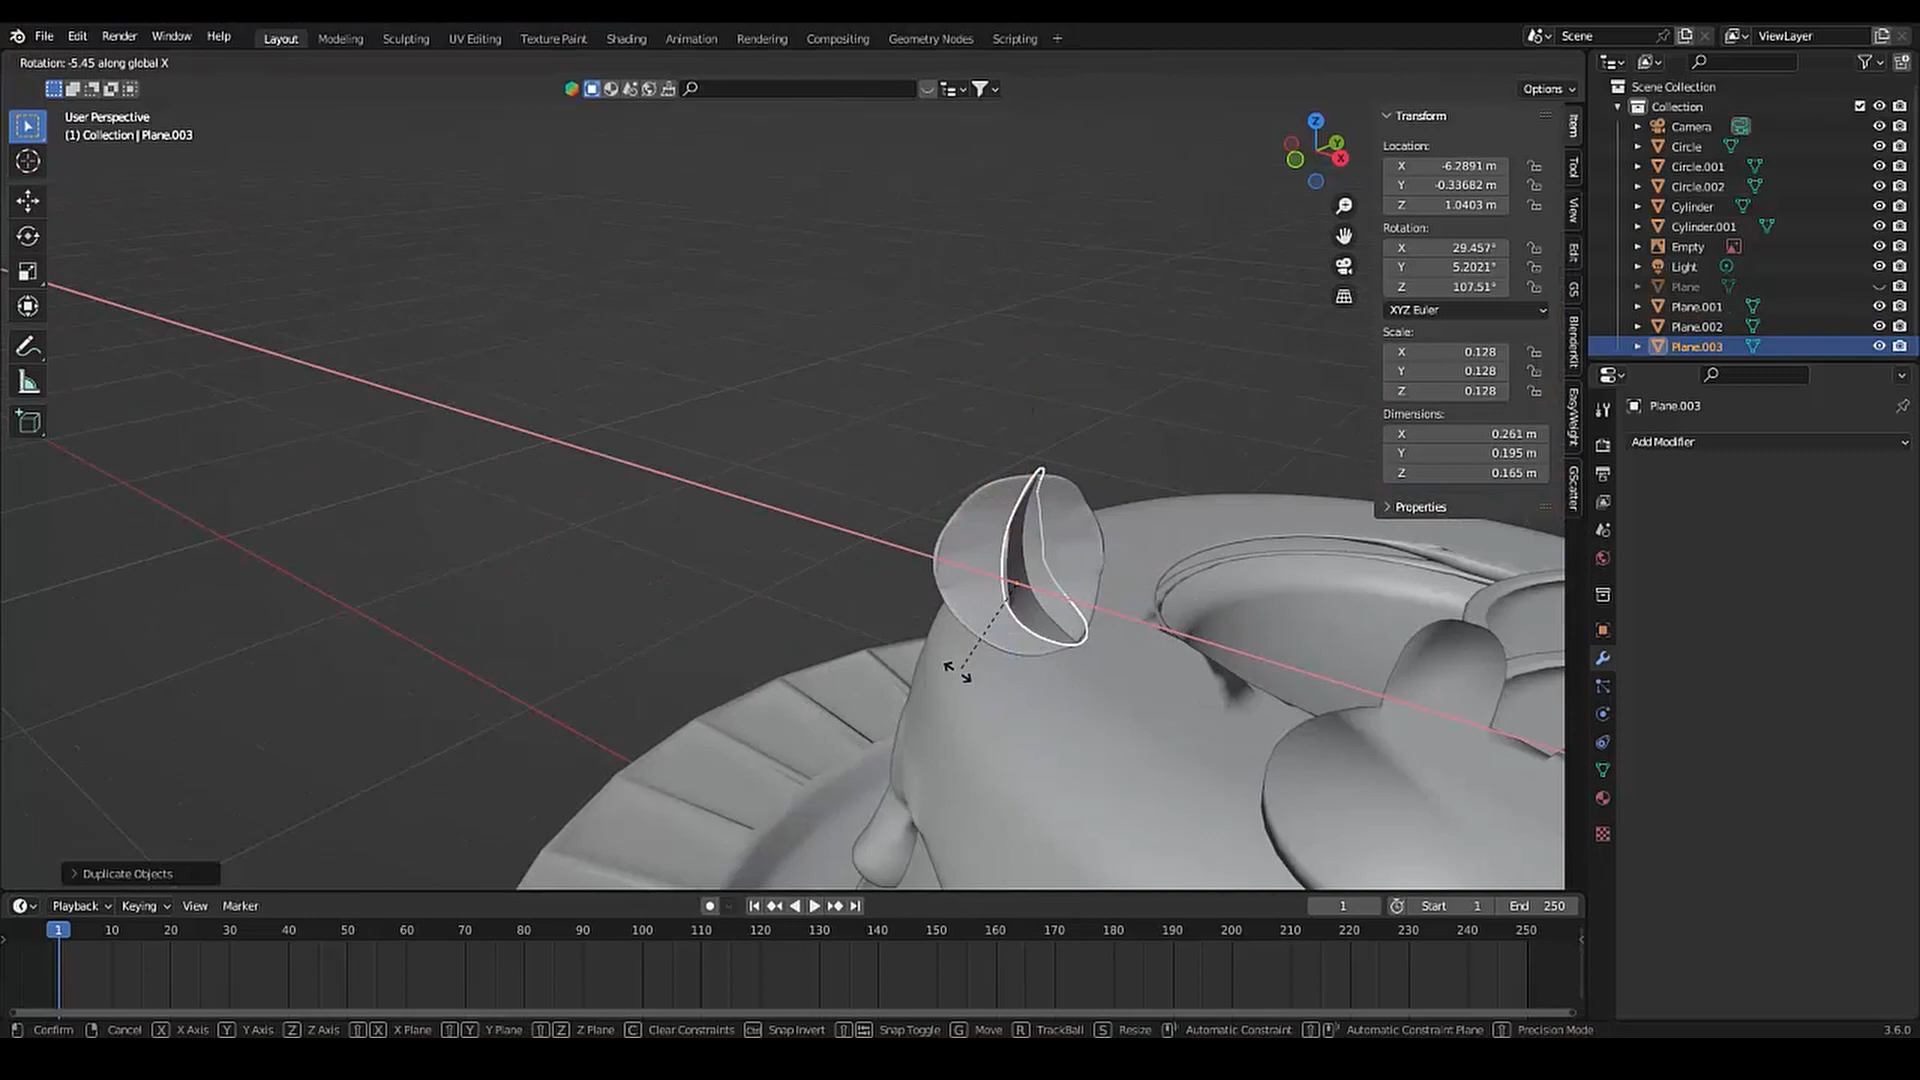 File Edit Render Window Help Layout Modeling Sculpting UV Editing Texture Paint Shading Animation Rendering Compositing Geometry Nodes Scripting + Scene ViewLayer
Rotation: -5.45 along global X
Options
User Perspective
(1) Collection | Plane.003
Z
Y
X
Transform
Location:
X -6.2891 m
Y -0.33682 m
Z 1.0403 m
Rotation:
X 29.457°
Y 5.2021°
Z 107.51°
XYZ Euler
Scale:
X 0.128
Y 0.128
Z 0.128
Dimensions:
X 0.261 m
Y 0.195 m
Z 0.165 m
Properties
Item
Tool
View
Edit
GS
BlenderKit
EasyWeight
GScatter
Scene Collection
Collection
Camera
Circle
Circle.001
Circle.002
Cylinder
Cylinder.001
Empty
Light
Plane
Plane.001
Plane.002
Plane.003
Plane.003
Add Modifier
Duplicate Objects
Playback Keying View Marker 1 Start 1 End 250
1 10 20 30 40 50 60 70 80 90 100 110 120 130 140 150 160 170 180 190 200 210 220 230 240 250
Confirm Cancel X X Axis Y Y Axis Z Z Axis X X Plane Y Y Plane Z Z Plane C Clear Constraints Ctrl Snap Invert Snap Toggle G Move R TrackBall S Resize Automatic Constraint Automatic Constraint Plane Precision Mode 3.6.0